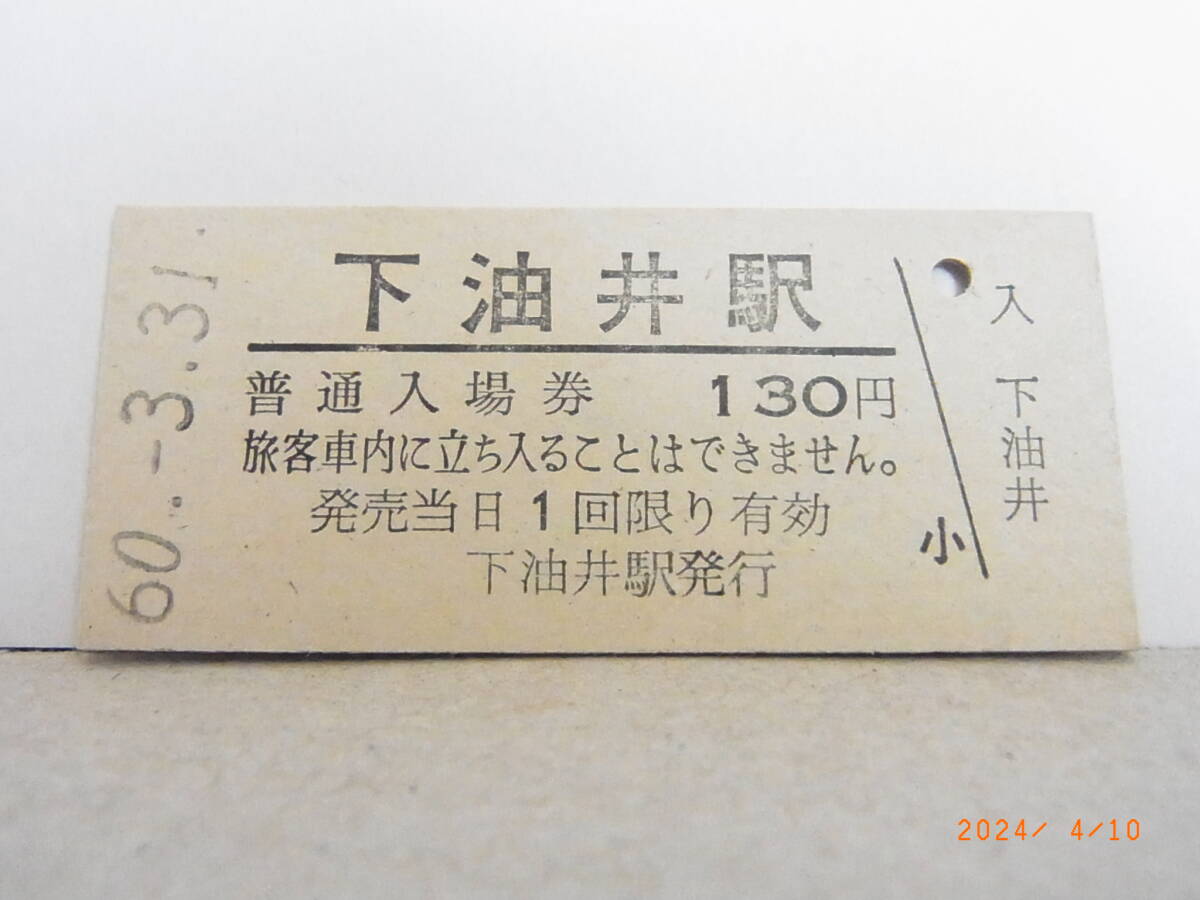 下油井駅
普通入場券 130円
旅客車内に立ち入ることはできません。
発売当日1回限り有効
下油井駅発行
60.-3.31.
小
入
下油井
2024/ 4/10